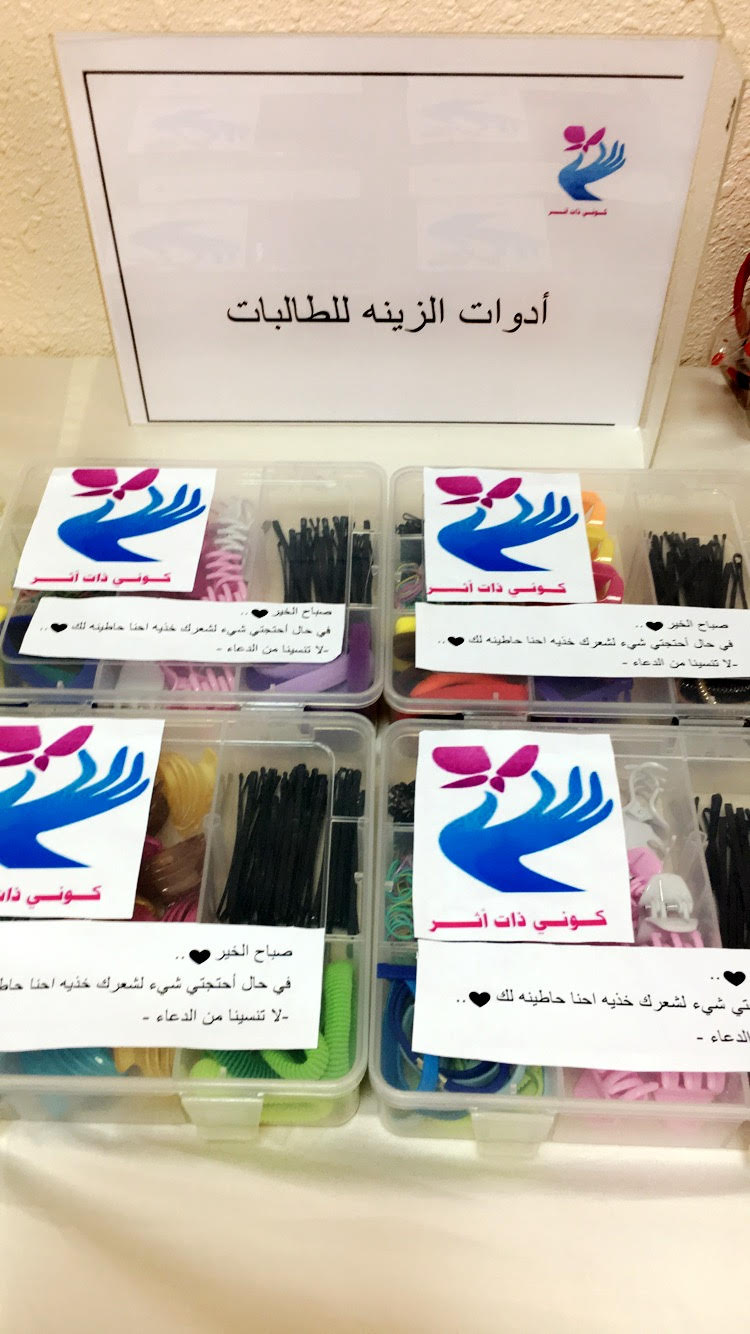 كوني ذات أثر
أدوات الزينه للطالبات
كوني ذات أثر
صباح الخير 🖤..
في حال أحتجتي شيء لشعرك خذيه احنا حاطينه لك 🖤..
-لا تنسينا من الدعاء -
كوني ذات أثر
صباح الخير 🖤..
في حال أحتجتي شيء لشعرك خذيه احنا حاطينه لك 🖤..
-لا تنسينا من الدعاء -
كوني ذات
صباح الخير 🖤..
في حال أحتجتي شيء لشعرك خذيه احنا
-لا تنسينا من الدعاء -
كوني ذات أثر
🖤..
شيء لشعرك خذيه احنا حاطينه لك 🖤..